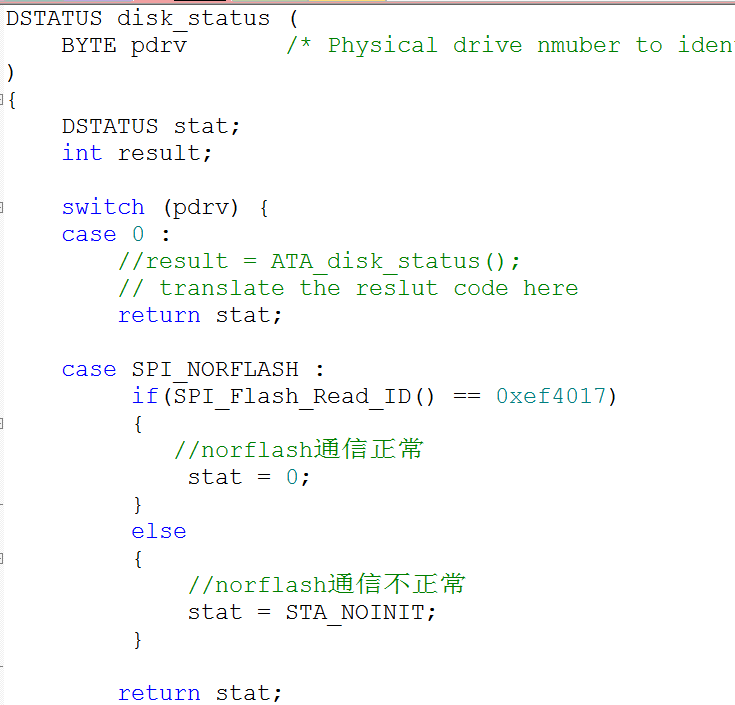 DSTATUS disk_status (
    BYTE pdrv       /* Physical drive nmuber to iden
)
{
    DSTATUS stat;
    int result;

    switch (pdrv) {
    case 0 :
        //result = ATA_disk_status();
        // translate the reslut code here
        return stat;

    case SPI_NORFLASH :
         if(SPI_Flash_Read_ID() == 0xef4017)
         {
            //norflash通信正常
             stat = 0;
         }
         else
         {
             //norflash通信不正常
             stat = STA_NOINIT;
         }

        return stat;